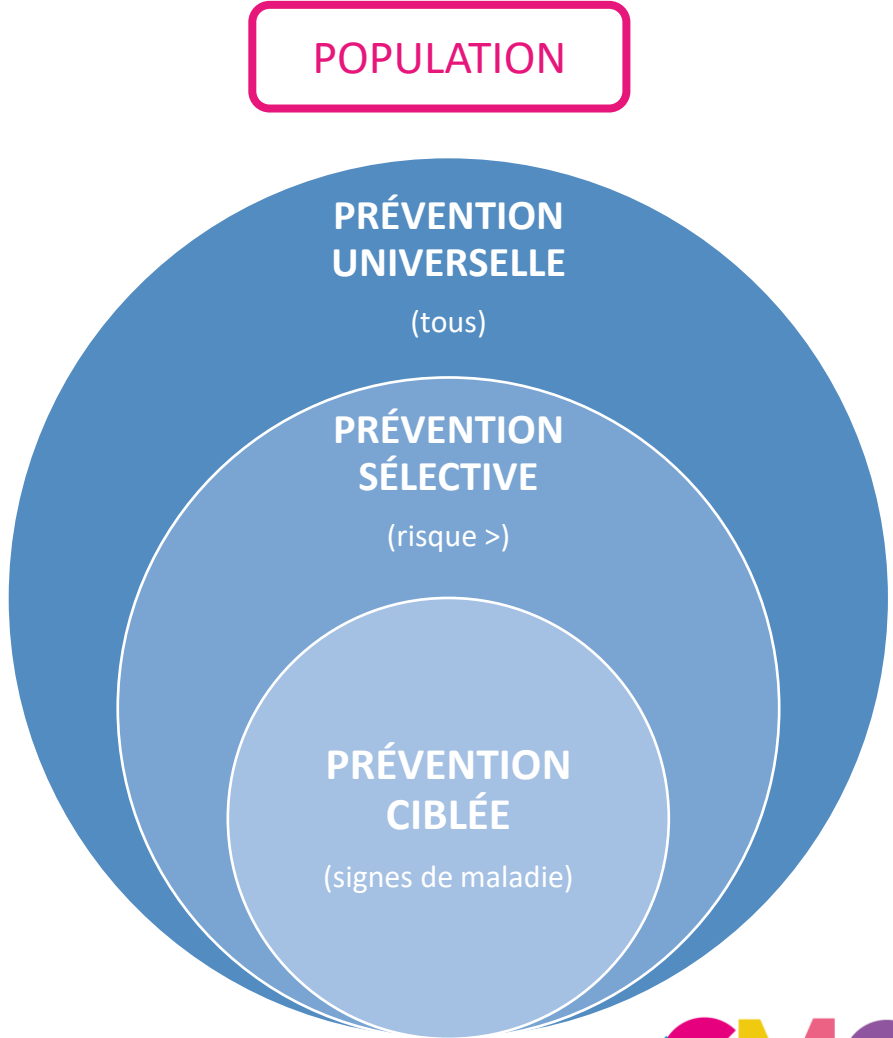 POPULATION
PRÉVENTION
UNIVERSELLE
(tous)
PRÉVENTION
SÉLECTIVE
(risque >)
PRÉVENTION
CIBLÉE
(signes de maladie)